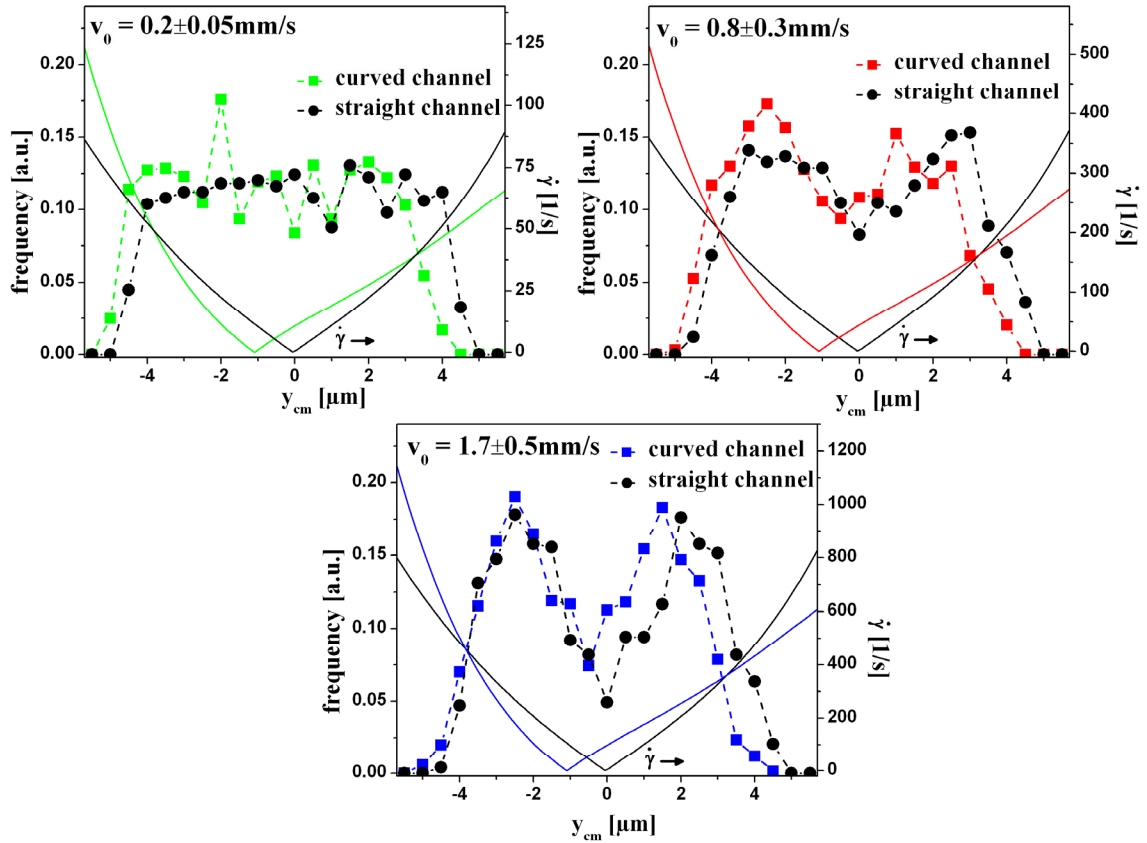 v₀ = 0.2±0.05mm/s
curved channel
straight channel
frequency [a.u.]
0.20
0.15
0.10
0.05
0.00
125
100
75
50
25
0
γ̇ [1/s]
γ̇ →
-4 -2 0 2 4
y_cm [μm]
v₀ = 0.8±0.3mm/s
curved channel
straight channel
frequency [a.u.]
0.20
0.15
0.10
0.05
0.00
500
400
300
200
100
0
γ̇ [1/s]
γ̇ →
-4 -2 0 2 4
y_cm [μm]
v₀ = 1.7±0.5mm/s
curved channel
straight channel
frequency [a.u.]
0.20
0.15
0.10
0.05
0.00
1200
1000
800
600
400
200
0
γ̇ [1/s]
γ̇ →
-4 -2 0 2 4
y_cm [μm]